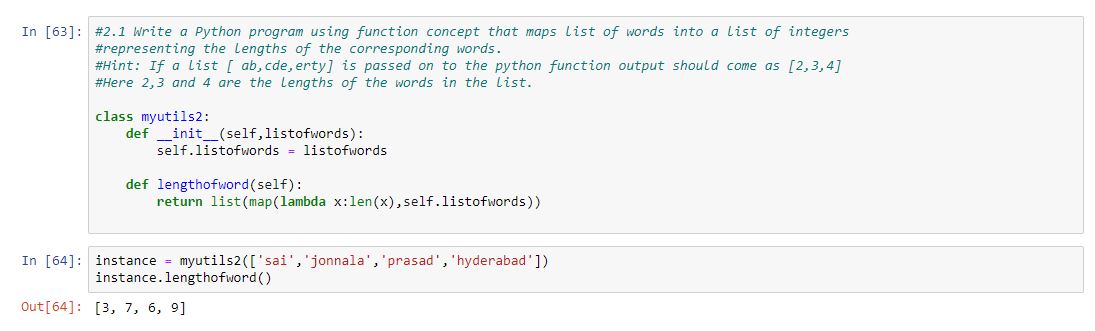 In [63]: #2.1 Write a Python program using function concept that maps list of words into a list of integers
#representing the lengths of the corresponding words.
#Hint: If a list [ ab,cde,erty] is passed on to the python function output should come as [2,3,4]
#Here 2,3 and 4 are the lengths of the words in the list.

class myutils2:
    def __init__(self,listofwords):
        self.listofwords = listofwords

    def lengthofword(self):
        return list(map(lambda x:len(x),self.listofwords))

In [64]: instance = myutils2(['sai','jonnala','prasad','hyderabad'])
instance.lengthofword()

Out[64]: [3, 7, 6, 9]